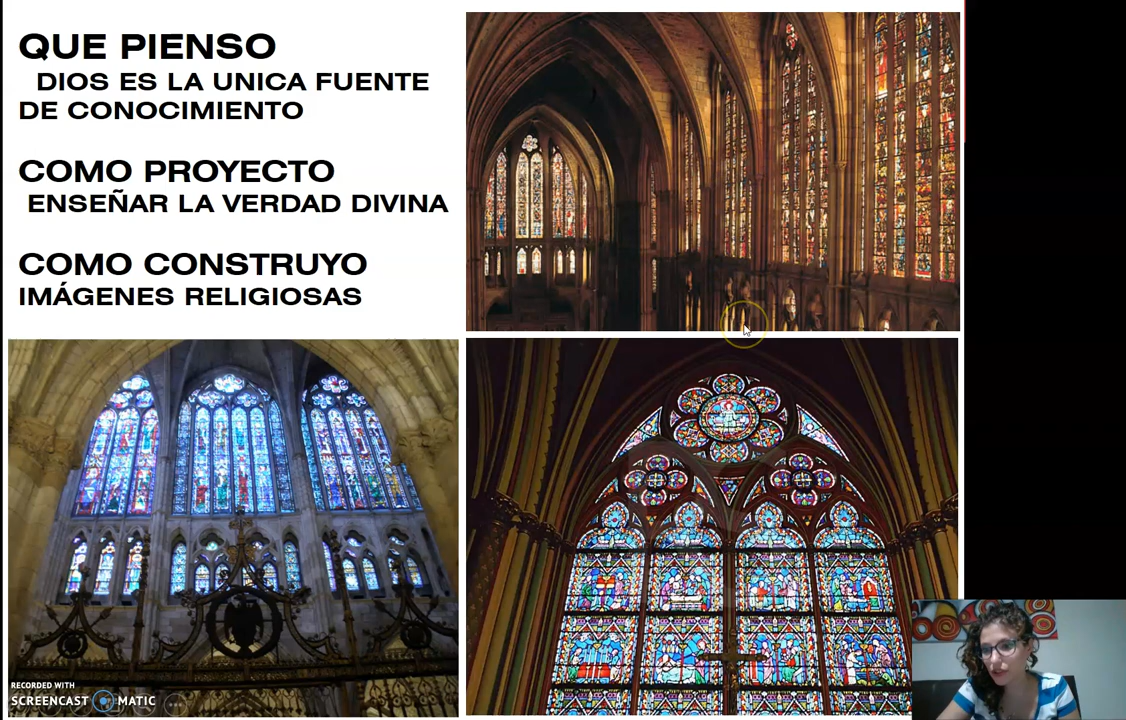 QUE PIENSO
DIOS ES LA UNICA FUENTE
DE CONOCIMIENTO
COMO PROYECTO
ENSEÑAR LA VERDAD DIVINA
COMO CONSTRUYO
IMÁGENES RELIGIOSAS
RECORDED WITH
SCREENCAST MATIC